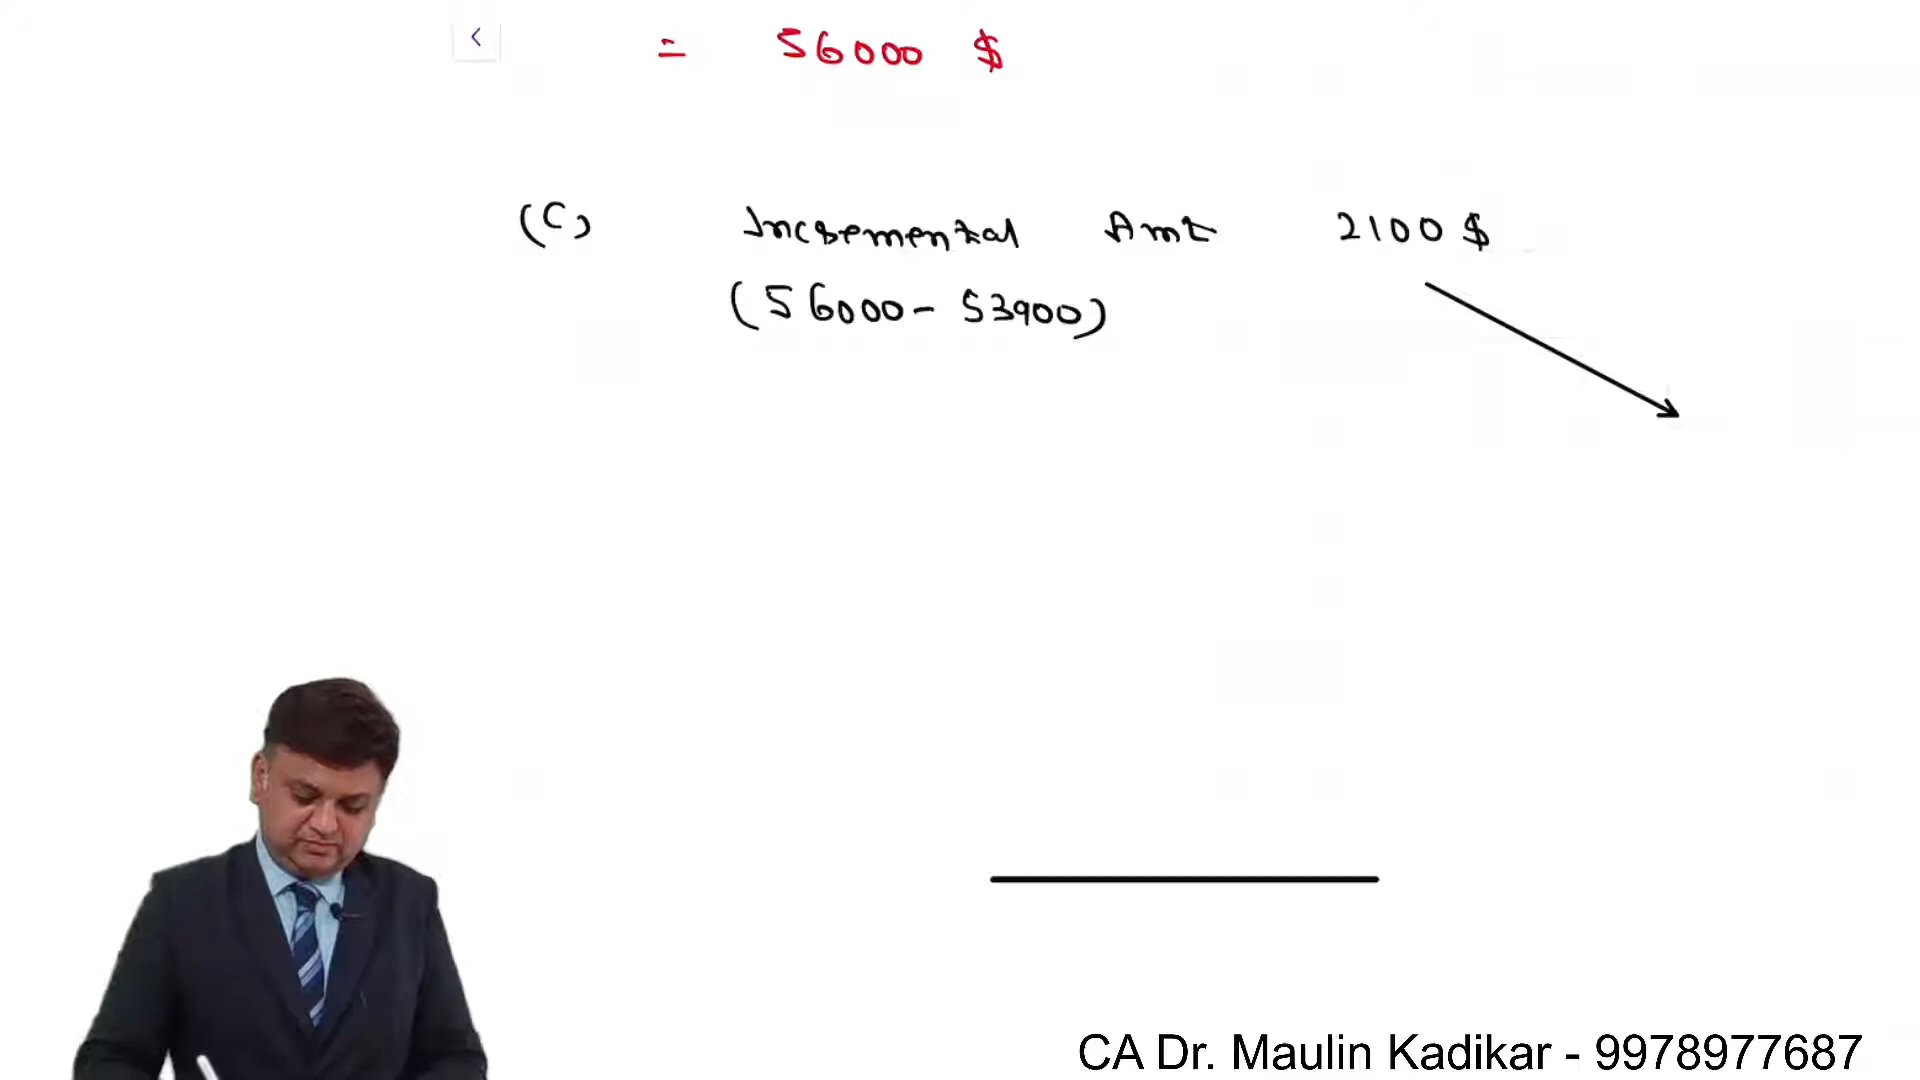 = 56000 $
(C) Incremental Amt 2100 $
(56000 - 53900)
CA Dr. Maulin Kadikar - 9978977687